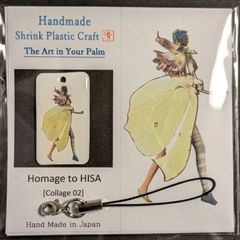 Handmade
Shrink Plastic Craft
The Art in Your Palm
Homage to HISA
[Collage 02]
Hand Made in Japan